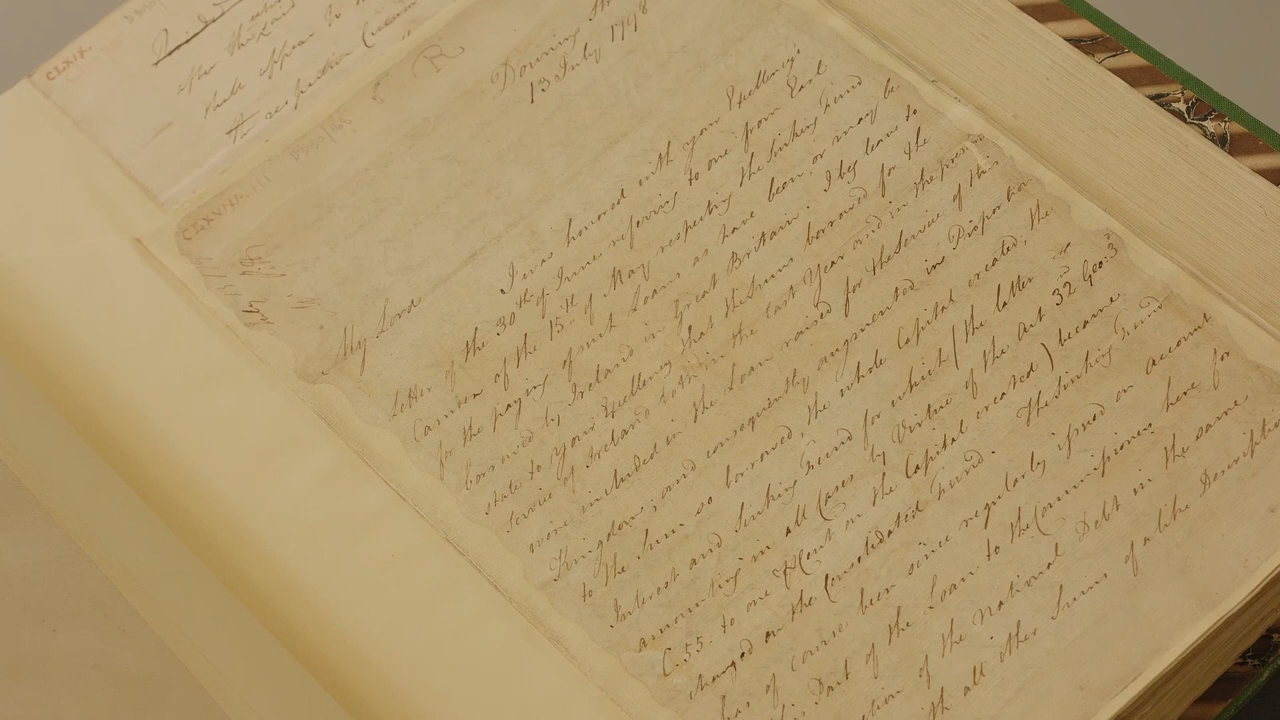 CLXIX.
after the
appear to
R
Downing
13 July 1798
CLXVIII
My Lord
I was honored with your Excellency's
Letter of the 30th of June referring to one from Earl
Camden of the 15th of May respecting the Sinking Fund
for the paying of such Loans as have been, or may be
borrowed by Ireland in Great Britain; I beg leave to
state to your Excellency that the Sums borrowed for the
Service of Ireland both in the last Year and in the present
were included in the Loan raised for the Service of this
Kingdom; and consequently augmented in Proportion
to the Sum so borrowed, the whole Capital created, the
Interest and Sinking Fund for which (the latter
amounting in all Cases by Virtue of the Act 32d Geo: 3d
C. 55. to one P Cent on the Capital created) became
charged on the Consolidated Fund. The Sinking Fund
has of course been since regularly issued on account
this Part of the Loan to the Commissioners here for
of the National Debt in the same
all other Sums of a like